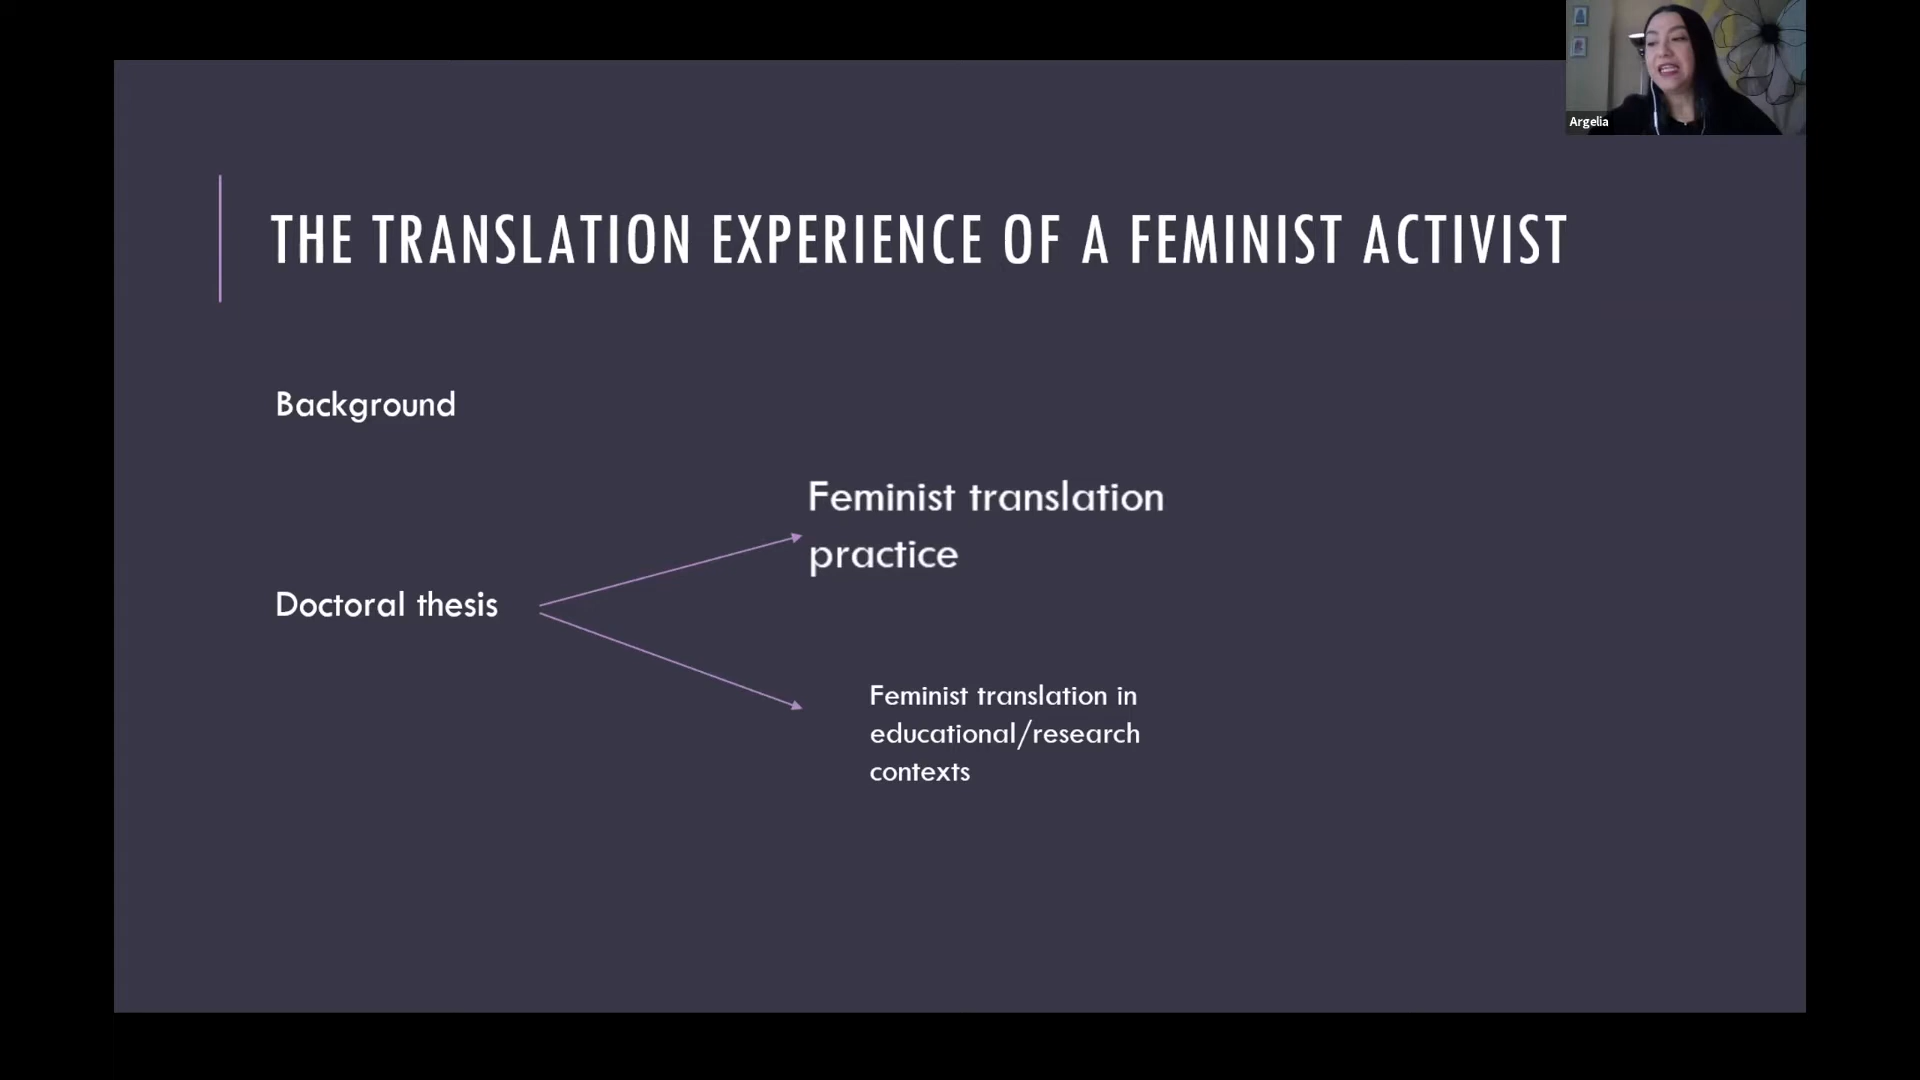 Argelia
THE TRANSLATION EXPERIENCE OF A FEMINIST ACTIVIST
Background
Feminist translation
practice
Doctoral thesis
Feminist translation in
educational/research
contexts